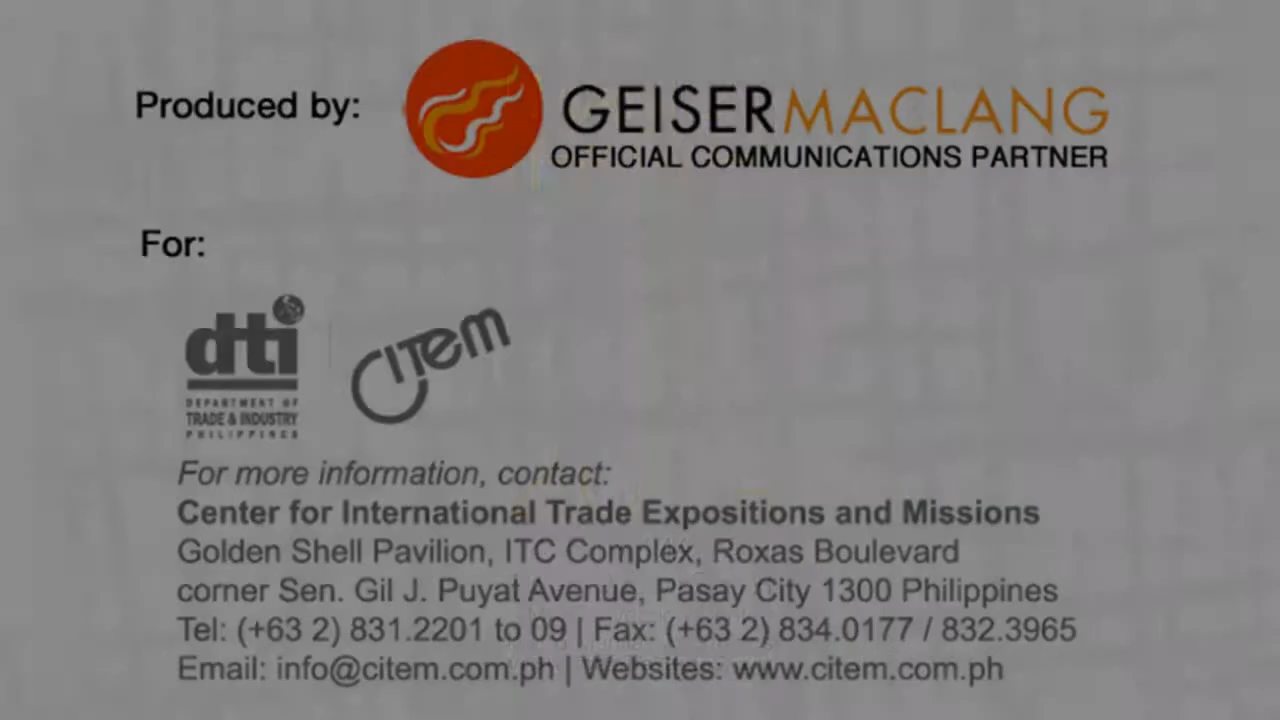 Produced by:
GEISERMACLANG
OFFICIAL COMMUNICATIONS PARTNER
For:
dti
DEPARTMENT OF
TRADE & INDUSTRY
PHILIPPINES
CITEM
For more information, contact:
Center for International Trade Expositions and Missions
Golden Shell Pavilion, ITC Complex, Roxas Boulevard
corner Sen. Gil J. Puyat Avenue, Pasay City 1300 Philippines
Tel: (+63 2) 831.2201 to 09 | Fax: (+63 2) 834.0177 / 832.3965
Email: info@citem.com.ph | Websites: www.citem.com.ph